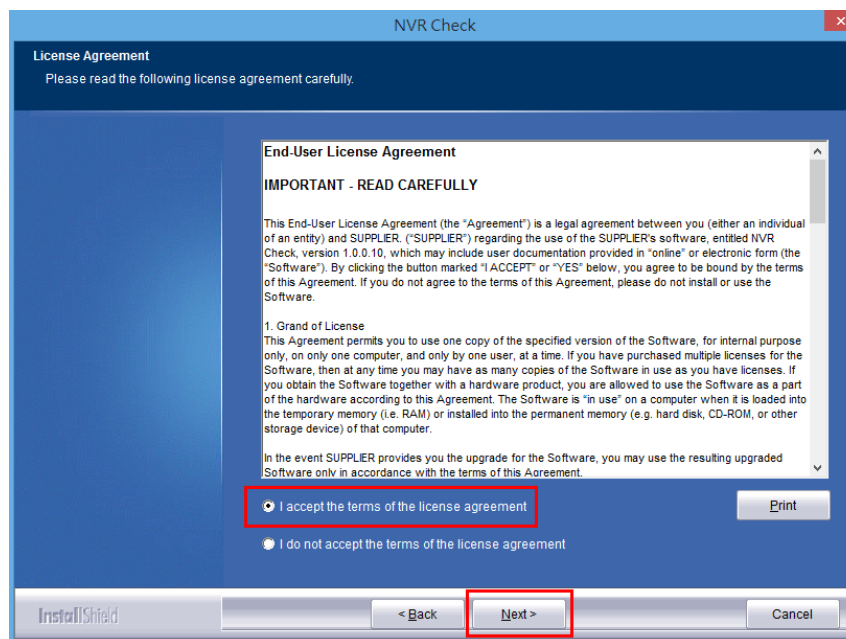 NVR Check
License Agreement
Please read the following license agreement carefully.
End-User License Agreement
IMPORTANT - READ CAREFULLY
This End-User License Agreement (the “Agreement”) is a legal agreement between you (either an individual
of an entity) and SUPPLIER. (“SUPPLIER”) regarding the use of the SUPPLIER's software, entitled NVR
Check, version 1.0.0.10, which may include user documentation provided in “online” or electronic form (the
“Software”). By clicking the button marked “I ACCEPT” or “YES” below, you agree to be bound by the terms
of this Agreement. If you do not agree to the terms of this Agreement, please do not install or use the
Software.
1. Grand of License
This Agreement permits you to use one copy of the specified version of the Software, for internal purpose
only, on only one computer, and only by one user, at a time. If you have purchased multiple licenses for the
Software, then at any time you may have as many copies of the Software in use as you have licenses. If
you obtain the Software together with a hardware product, you are allowed to use the Software as a part
of the hardware according to this Agreement. The Software is “in use” on a computer when it is loaded into
the temporary memory (i.e. RAM) or installed into the permanent memory (e.g. hard disk, CD-ROM, or other
storage device) of that computer.
In the event SUPPLIER provides you the upgrade for the Software, you may use the resulting upgraded
Software only in accordance with the terms of this Agreement.
I accept the terms of the license agreement
Print
I do not accept the terms of the license agreement
InstallShield
< Back
Next >
Cancel